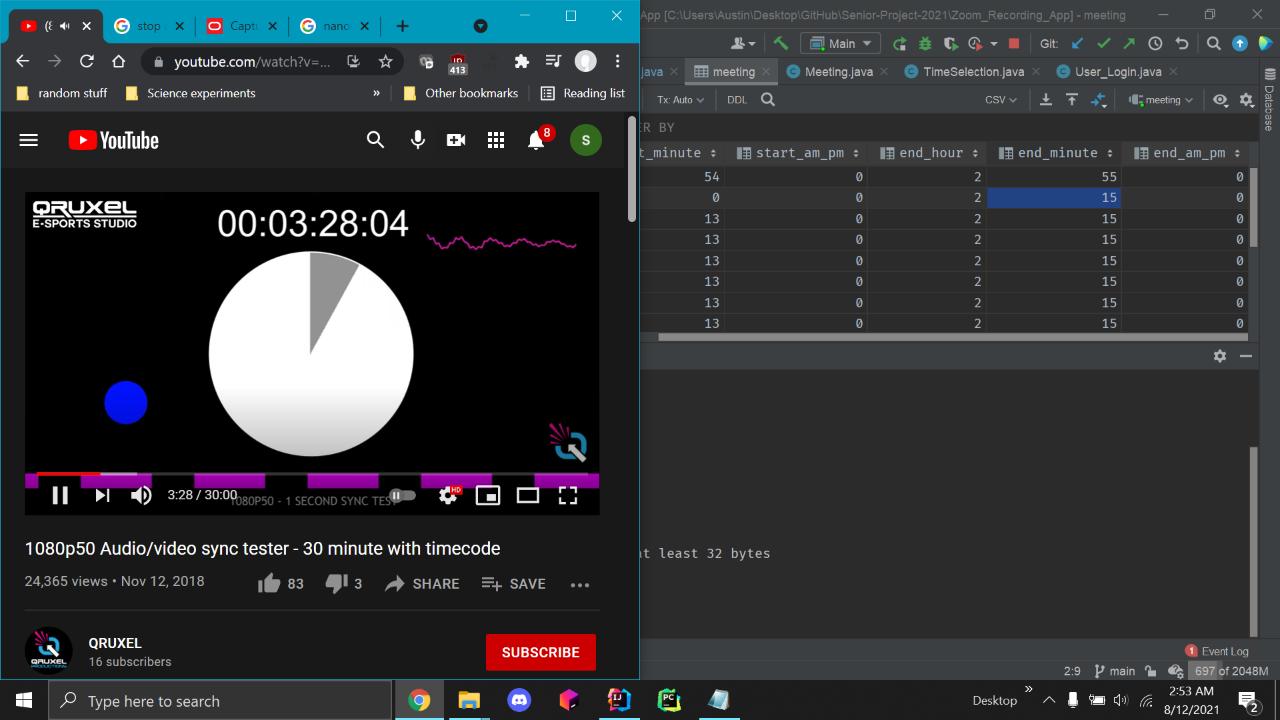 stop
Capt
nano
youtube.com/watch?v=...
413
random stuff
Science experiments
»
Other bookmarks
Reading list
YouTube
8
S
QRUXEL
E-SPORTS STUDIO
00:03:28:04
3:28 / 30:00
1080P50 - 1 SECOND SYNC TEST
HD
1080p50 Audio/video sync tester - 30 minute with timecode
24,365 views • Nov 12, 2018
83
3
SHARE
SAVE
QRUXEL
16 subscribers
SUBSCRIBE
App [C:\Users\Austin\Desktop\GitHub\Senior-Project-2021\Zoom_Recording_App] - meeting
Main
Git:
java
meeting
Meeting.java
TimeSelection.java
User_Login.java
Tx: Auto
DDL
CSV
meeting
Database
ER BY
t_minute start_am_pm end_hour end_minute end_am_pm
54 0 2 55 0
0 0 2 15 0
13 0 2 15 0
13 0 2 15 0
13 0 2 15 0
13 0 2 15 0
13 0 2 15 0
13 0 2 15 0
at least 32 bytes
1 Event Log
2:9
main
697 of 2048M
Type here to search
Desktop
»
2:53 AM
8/12/2021
2